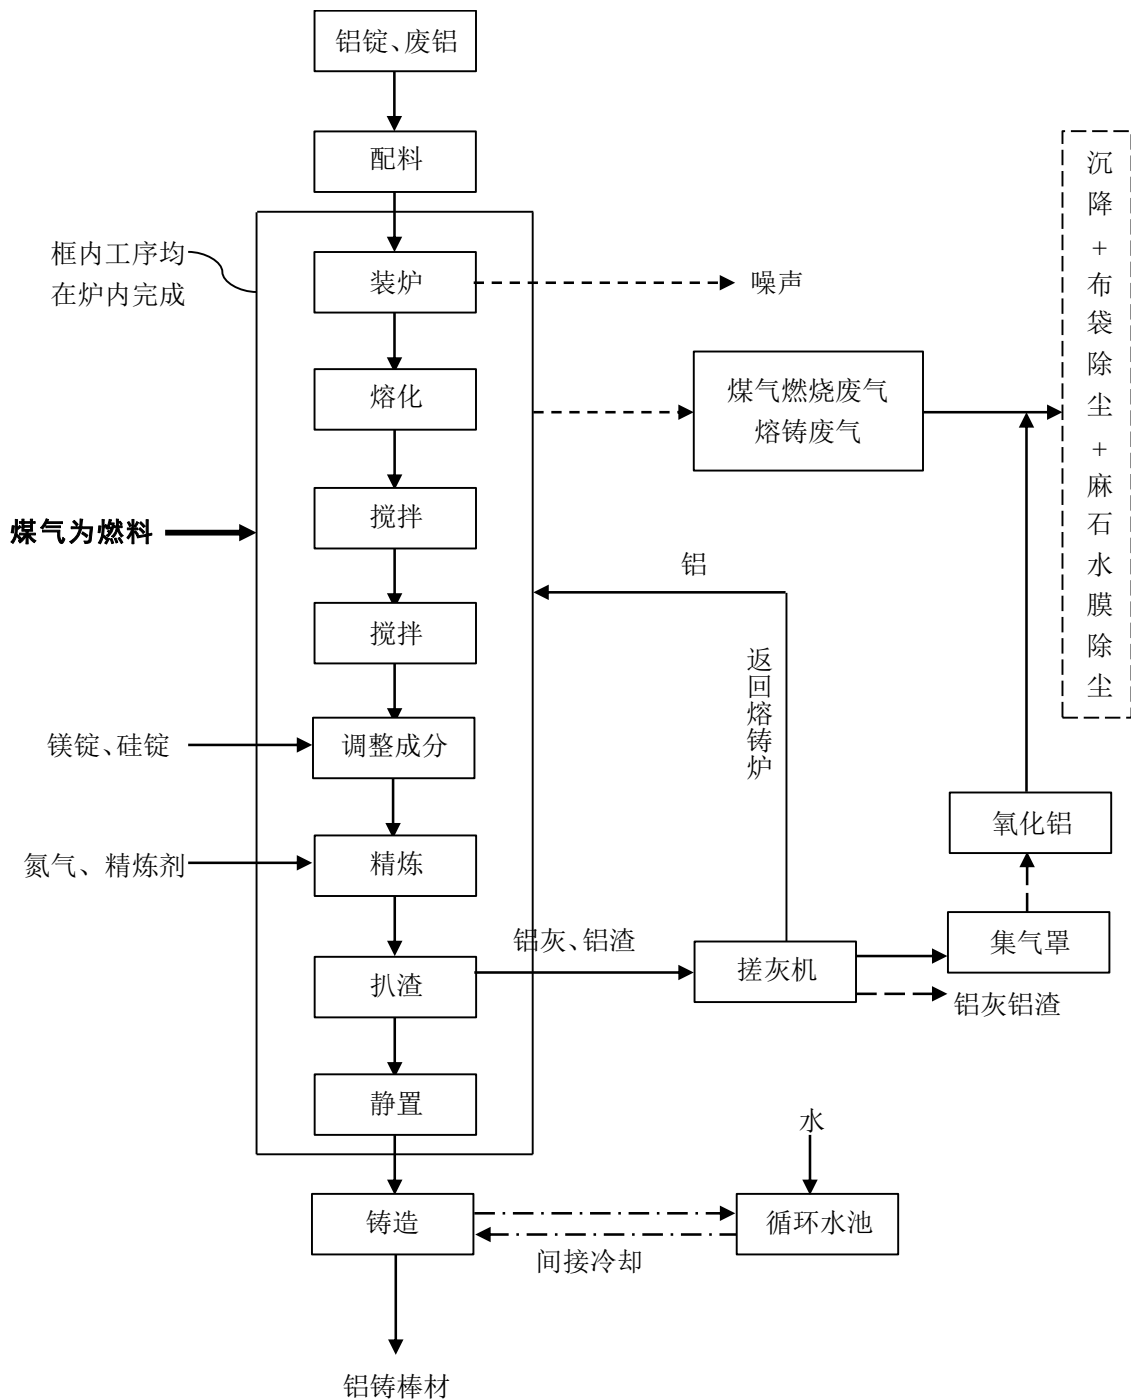 铝锭、废铝
配料
框内工序均
在炉内完成
装炉
噪声
熔化
煤气燃烧废气
熔铸废气
沉降+布袋除尘+麻石水膜除尘
搅拌
煤气为燃料
铝
搅拌
返回熔铸炉
镁锭、硅锭
调整成分
氧化铝
氮气、精炼剂
精炼
铝灰、铝渣
集气罩
扒渣
搓灰机
铝灰铝渣
静置
水
铸造
循环水池
间接冷却
铝铸棒材